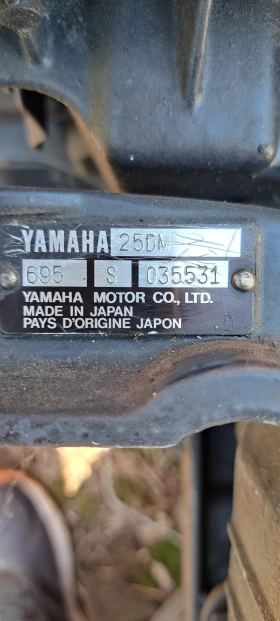 YAMAHA 25DM
695 S 035531
YAMAHA MOTOR CO., LTD.
MADE IN JAPAN
PAYS D'ORIGINE JAPON D